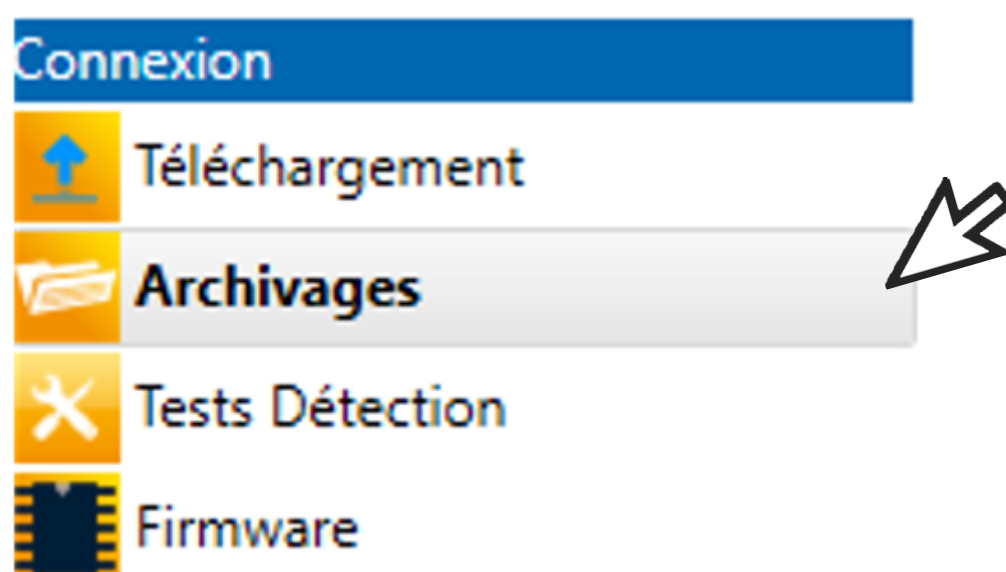 Connexion
Téléchargement
Archivages
Tests Détection
Firmware